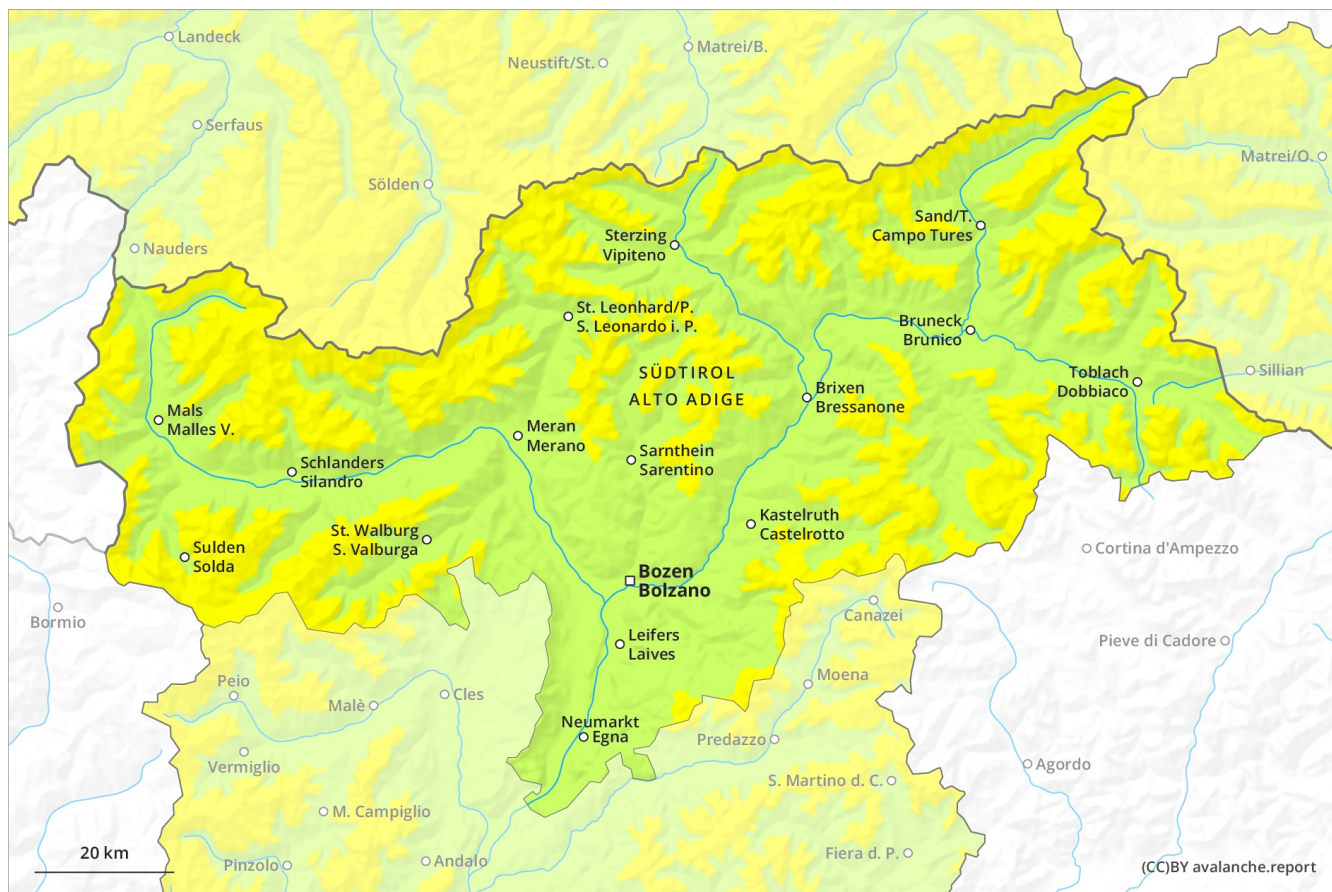 Landeck
Matrei/B.
Neustift/St.
Serfaus
Matrei/O.
Sölden
Sand/T.
Campo Tures
Sterzing
Vipiteno
Nauders
St. Leonhard/P.
S. Leonardo i. P.
Bruneck
Brunico
SÜDTIROL
ALTO ADIGE
Toblach
Dobbiaco
Sillian
Brixen
Bressanone
Mals
Malles V.
Meran
Merano
Sarnthein
Sarentino
Schlanders
Silandro
Kastelruth
Castelrotto
St. Walburg
S. Valburga
Sulden
Solda
Cortina d'Ampezzo
Bozen
Bolzano
Bormio
Canazei
Leifers
Laives
Pieve di Cadore
Moena
Peio
Cles
Malè
Neumarkt
Egna
Predazzo
Vermiglio
Agordo
S. Martino d. C.
M. Campiglio
20 km
Andalo
Fiera d. P.
Pinzolo
(CC)BY avalanche.report